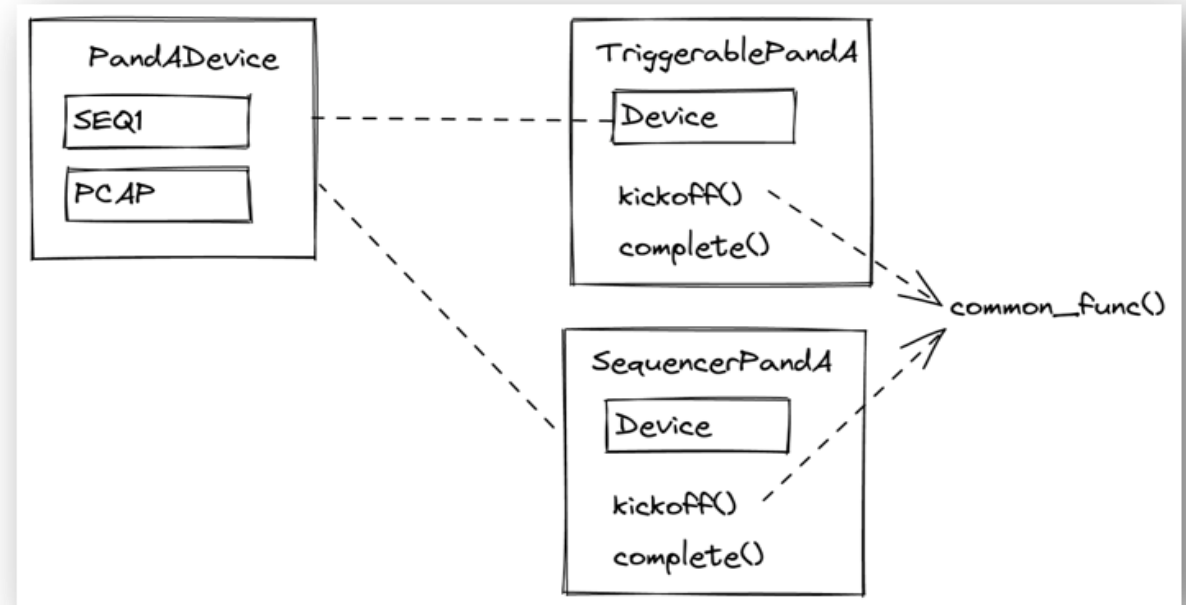 PandADevice
SEQ1
PCAP
TriggerablePandA
Device
kickoff()
complete()
common_func()
SequencerPandA
Device
kickoff()
complete()